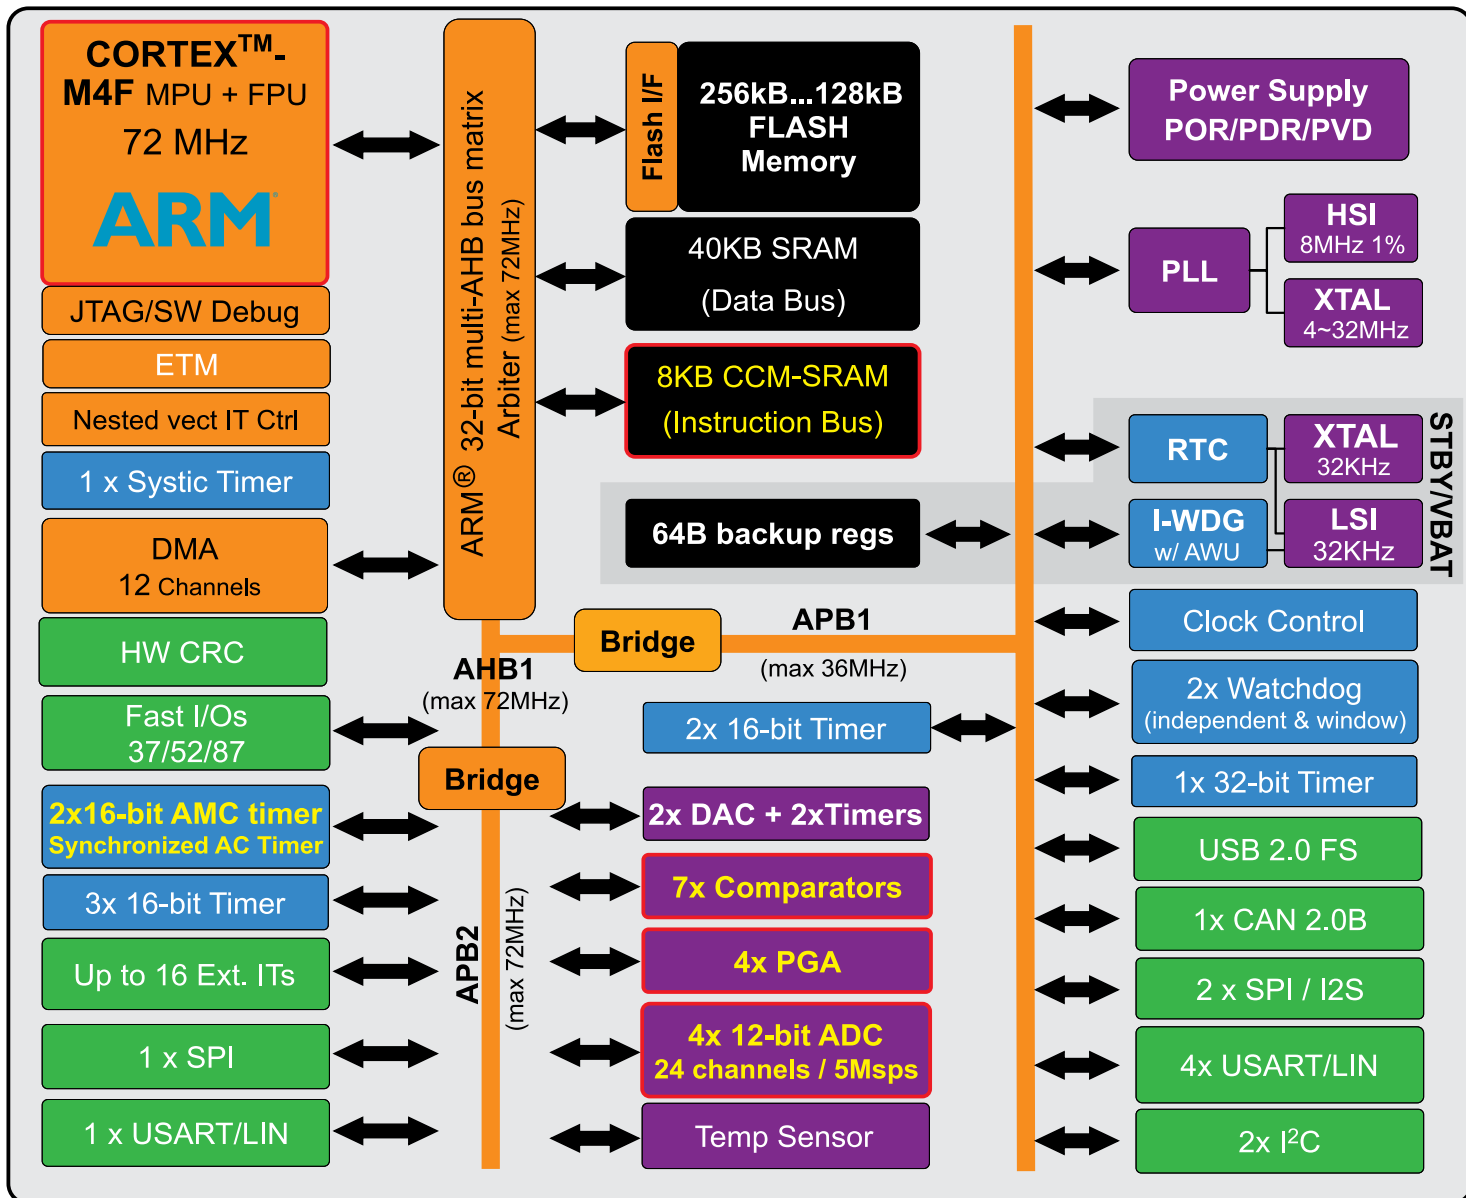 CORTEX™-
M4F MPU + FPU
72 MHz
ARM®
JTAG/SW Debug
ETM
Nested vect IT Ctrl
1 x Systic Timer
DMA
12 Channels
HW CRC
Fast I/Os
37/52/87
2x16-bit AMC timer
Synchronized AC Timer
3x 16-bit Timer
Up to 16 Ext. ITs
1 x SPI
1 x USART/LIN
ARM® 32-bit multi-AHB bus matrix
Arbiter (max 72MHz)
Flash I/F
256kB...128kB
FLASH
Memory
40KB SRAM
(Data Bus)
8KB CCM-SRAM
(Instruction Bus)
64B backup regs
Bridge
APB1
(max 36MHz)
AHB1
(max 72MHz)
2x 16-bit Timer
Bridge
APB2
(max 72MHz)
2x DAC + 2xTimers
7x Comparators
4x PGA
4x 12-bit ADC
24 channels / 5Msps
Temp Sensor
Power Supply
POR/PDR/PVD
PLL
HSI
8MHz 1%
XTAL
4~32MHz
RTC
XTAL
32KHz
I-WDG
w/ AWU
LSI
32KHz
STBY/VBAT
Clock Control
2x Watchdog
(independent & window)
1x 32-bit Timer
USB 2.0 FS
1x CAN 2.0B
2 x SPI / I2S
4x USART/LIN
2x I²C